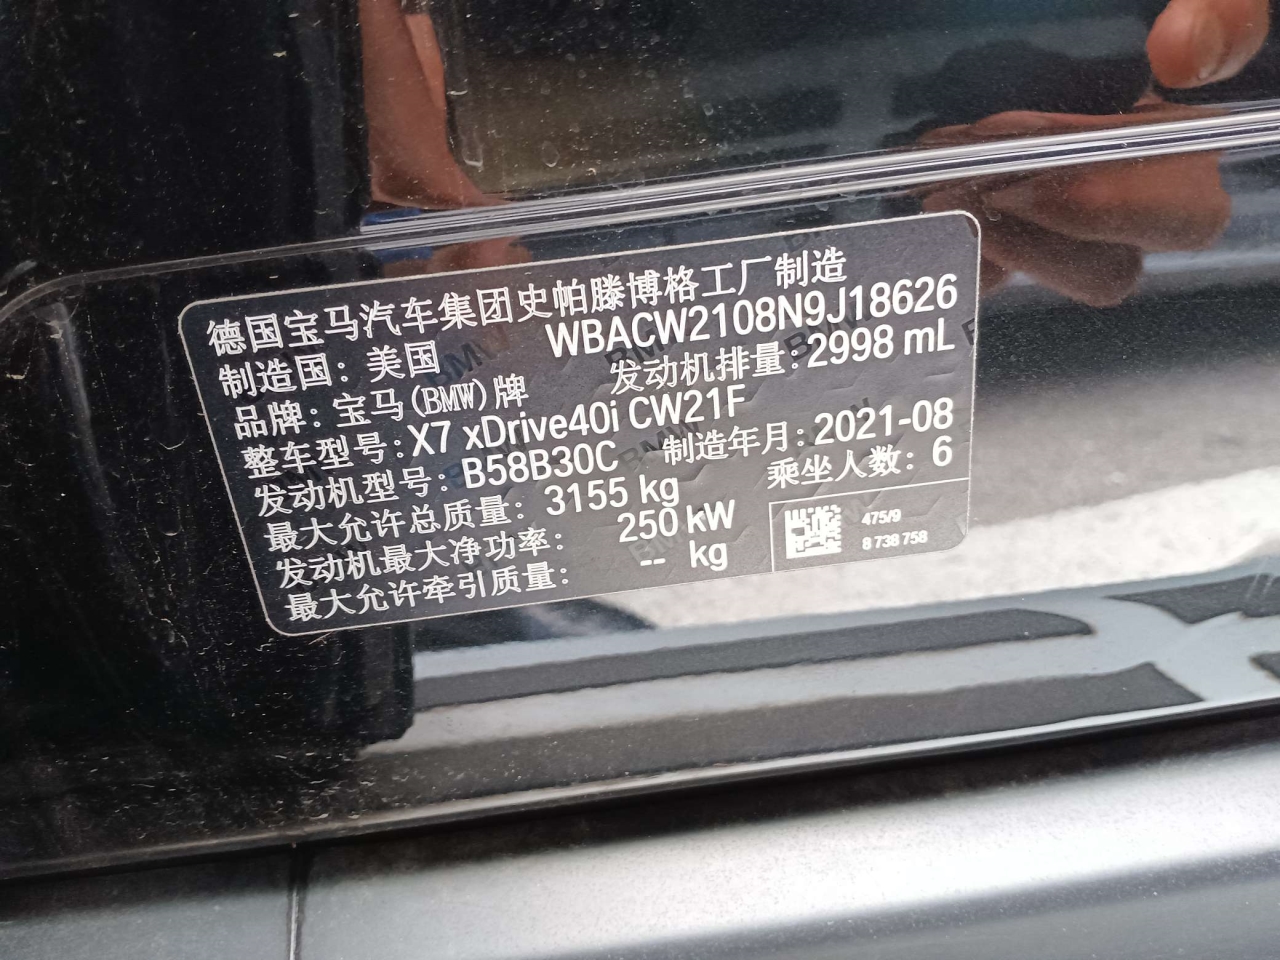 德国宝马汽车集团史帕滕博格工厂制造
WBACW2108N9J18626
制造国：美国
发动机排量：2998 mL
品牌：宝马(BMW)牌
整车型号：X7 xDrive40i CW21F
制造年月：2021-08
发动机型号：B58B30C
乘坐人数：6
最大允许总质量：3155 kg
发动机最大净功率：250 kW
最大允许牵引质量：-- kg
475/9
8 738 758